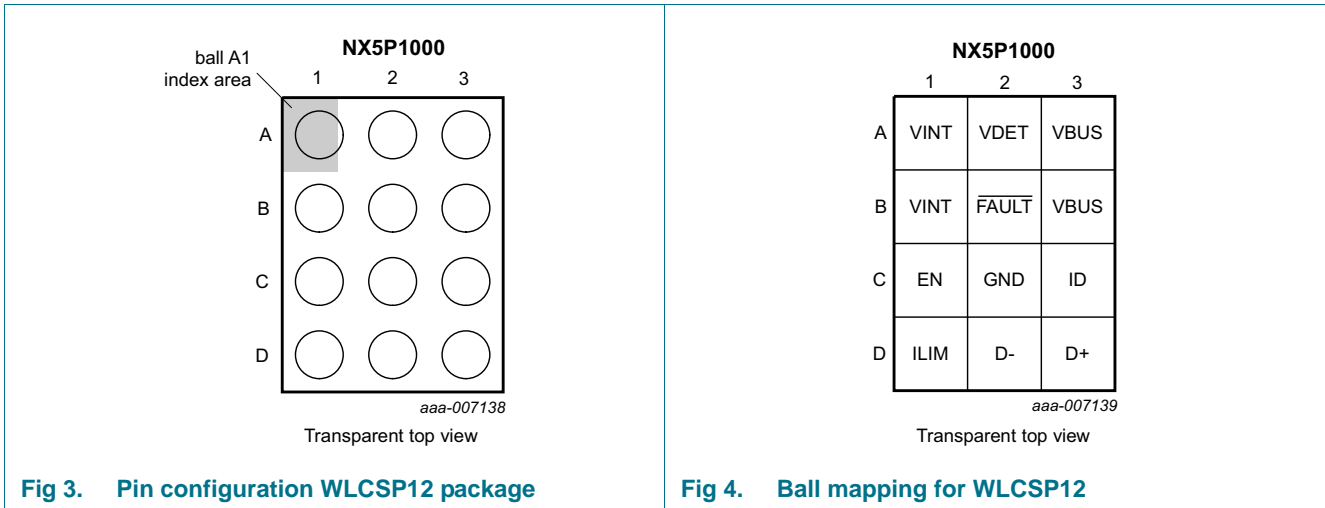 NX5P1000
ball A1
index area
1 2 3
A
B
C
D
aaa-007138
Transparent top view
Fig 3. Pin configuration WLCSP12 package
NX5P1000
1 2 3
A VINT VDET VBUS
B VINT FAULT VBUS
C EN GND ID
D ILIM D- D+
aaa-007139
Transparent top view
Fig 4. Ball mapping for WLCSP12